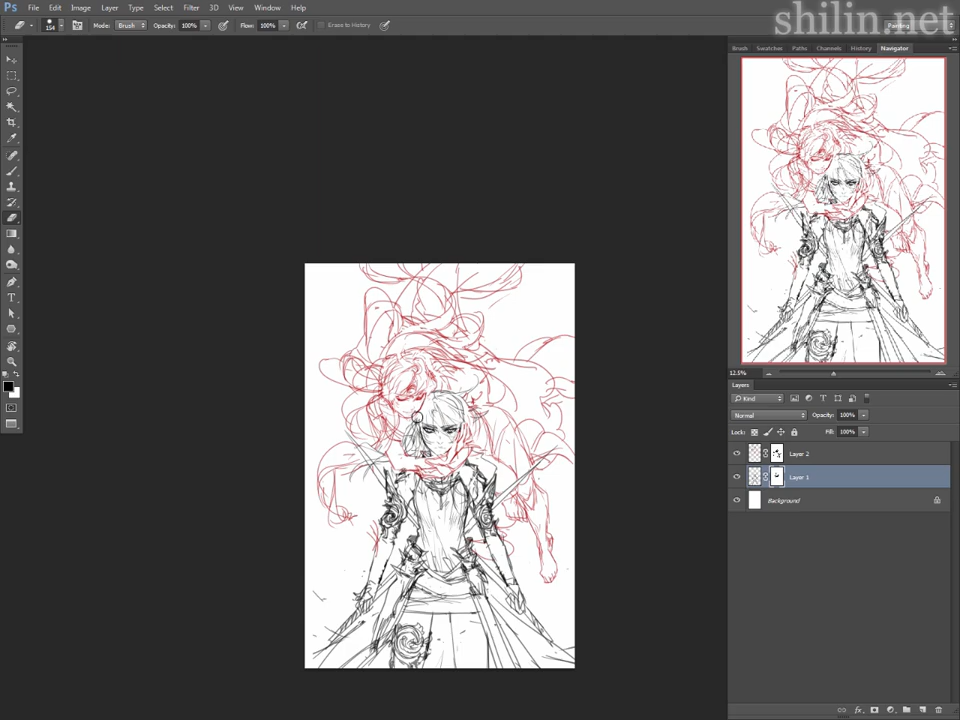 shilin.net
Ps File Edit Image Layer Type Select Filter 3D View Window Help
154 Mode: Brush Opacity: 100% Flow: 100% Erase to History Painting
Brush Swatches Paths Channels History Navigator
12.5%
Layers
Kind
Normal Opacity: 100%
Lock: Fill: 100%
Layer 2
Layer 1
Background
fx